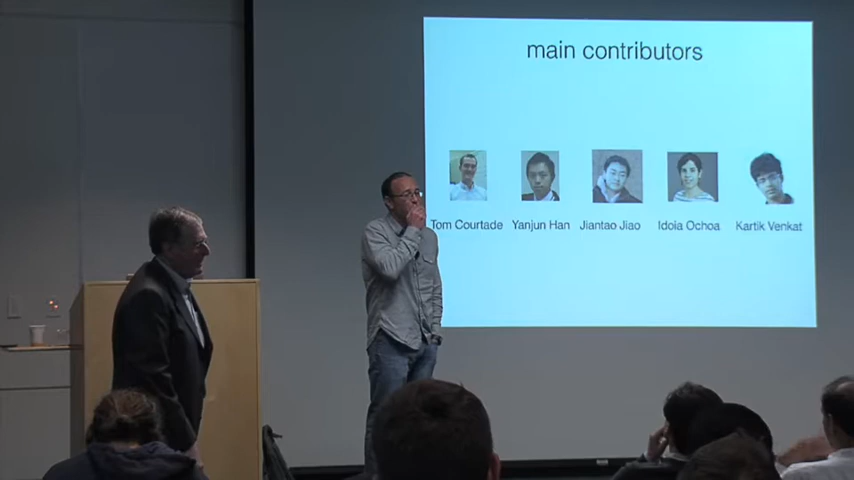 main contributors
Tom Courtade Yanjun Han Jiantao Jiao Idoia Ochoa Kartik Venkat